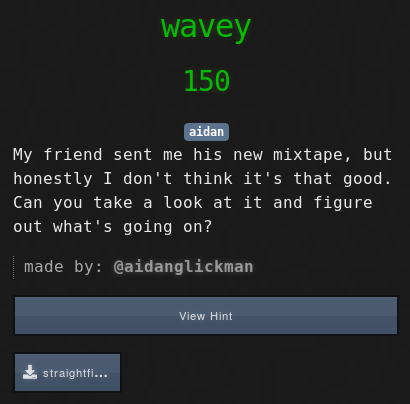 wavey
150
aidan
My friend sent me his new mixtape, but
honestly I don't think it's that good.
Can you take a look at it and figure
out what's going on?
made by: @aidanglickman
View Hint
straightfi...